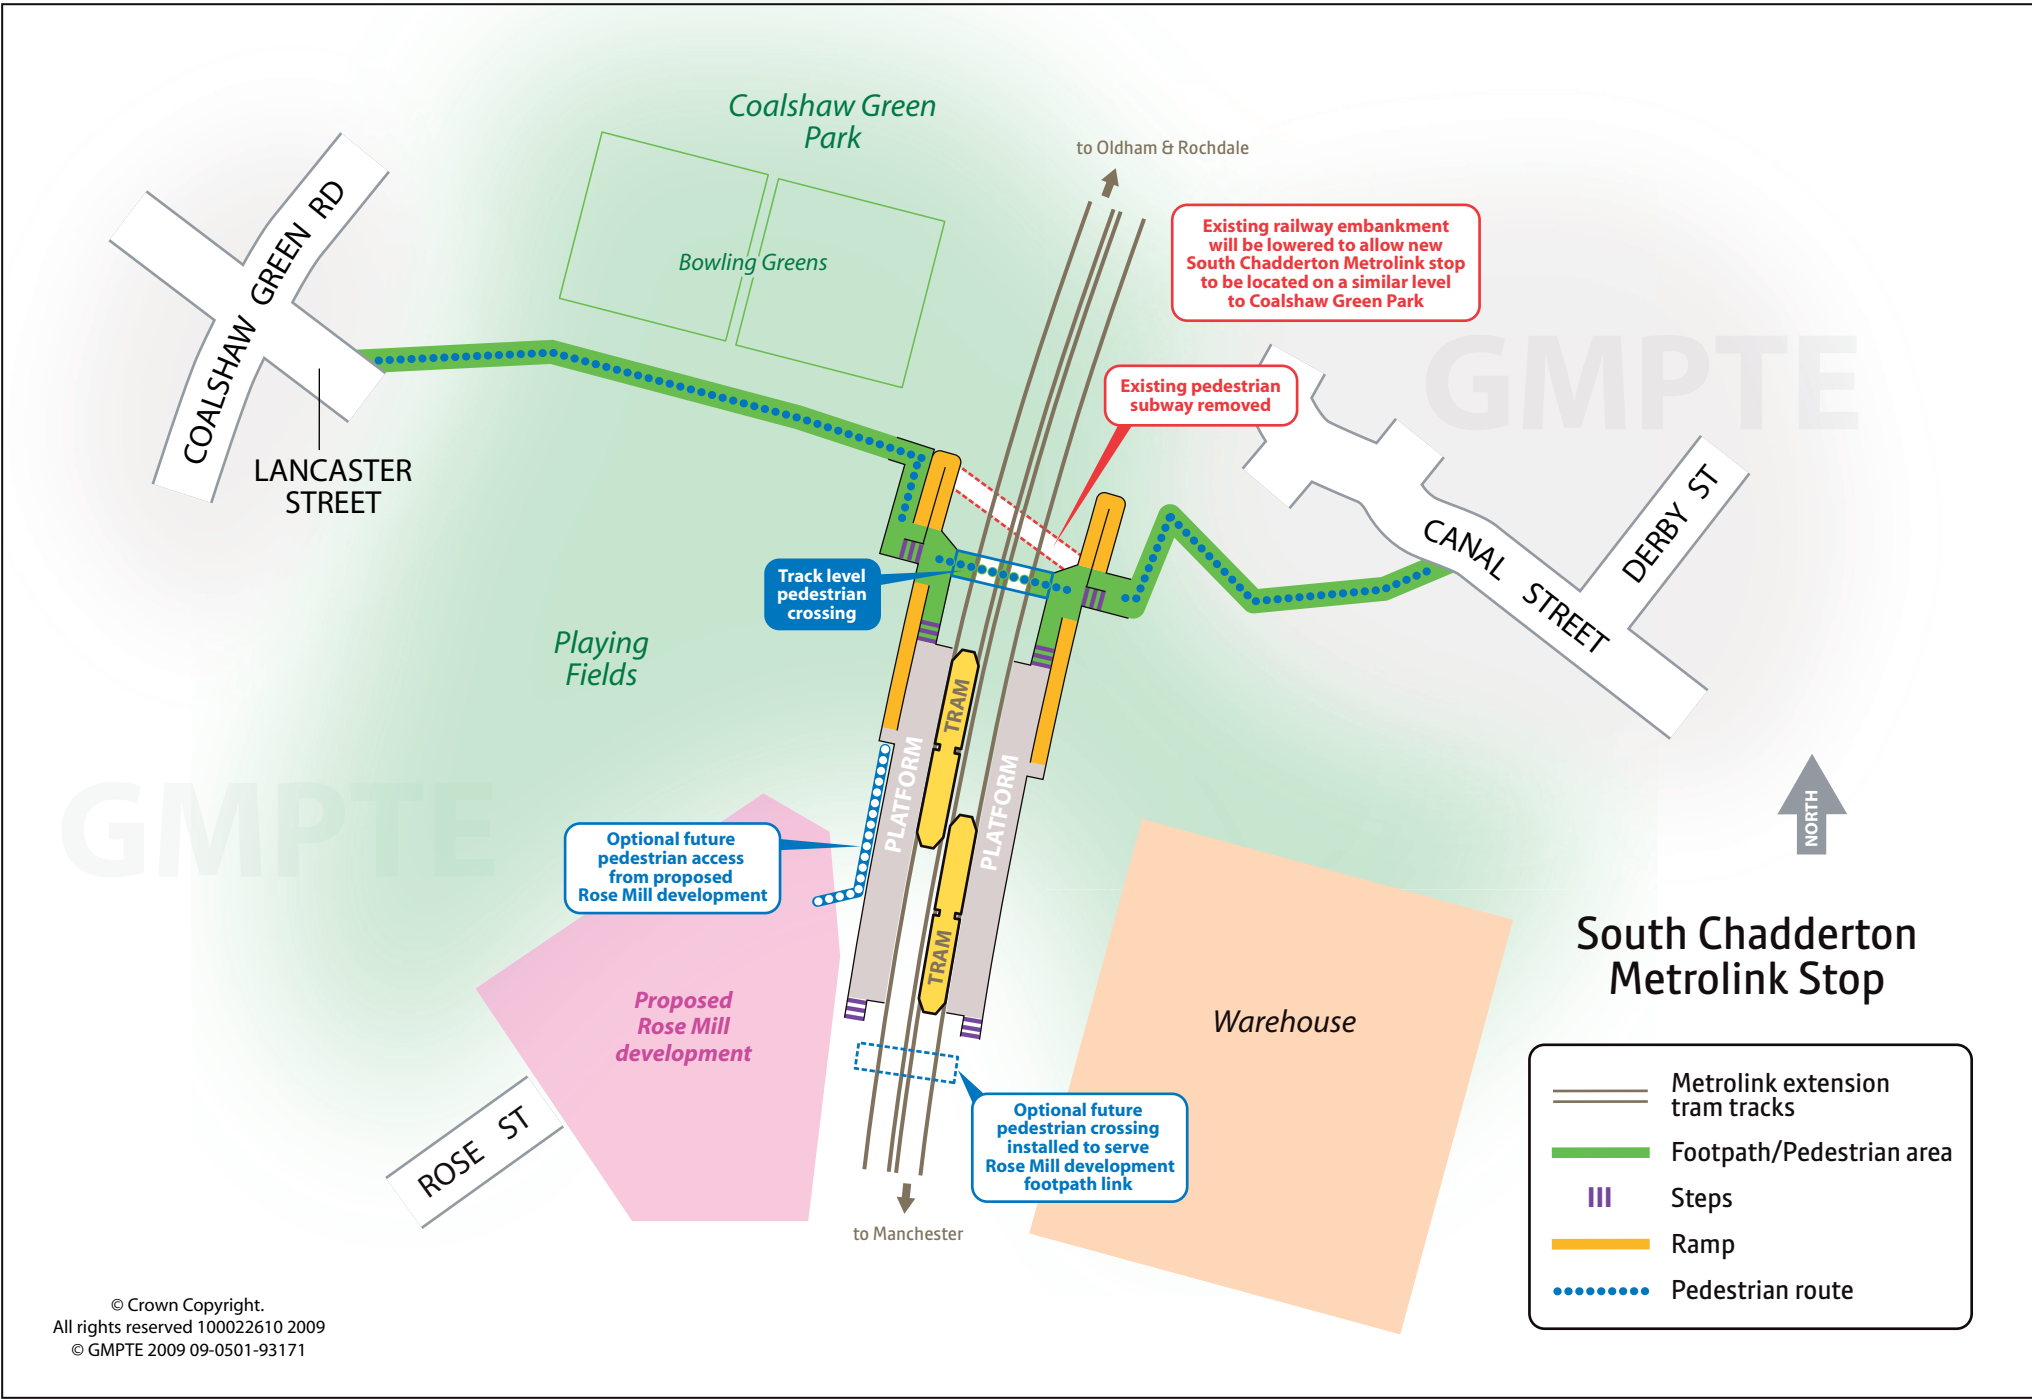 Coalshaw Green
Park
to Oldham & Rochdale
Existing railway embankment
will be lowered to allow new
South Chadderton Metrolink stop
to be located on a similar level
to Coalshaw Green Park
COALSHAW GREEN RD
Bowling Greens
GMPTE
Existing pedestrian
subway removed
LANCASTER
STREET
CANAL STREET
DERBY ST
Track level
pedestrian
crossing
Playing
Fields
TRAM
PLATFORM
PLATFORM
TRAM
GMPTE
Optional future
pedestrian access
from proposed
Rose Mill development
NORTH
South Chadderton
Metrolink Stop
Proposed
Rose Mill
development
Warehouse
ROSE ST
Optional future
pedestrian crossing
installed to serve
Rose Mill development
footpath link
to Manchester
Metrolink extension
tram tracks
Footpath/Pedestrian area
Steps
Ramp
Pedestrian route
© Crown Copyright.
All rights reserved 100022610 2009
© GMPTE 2009 09-0501-93171